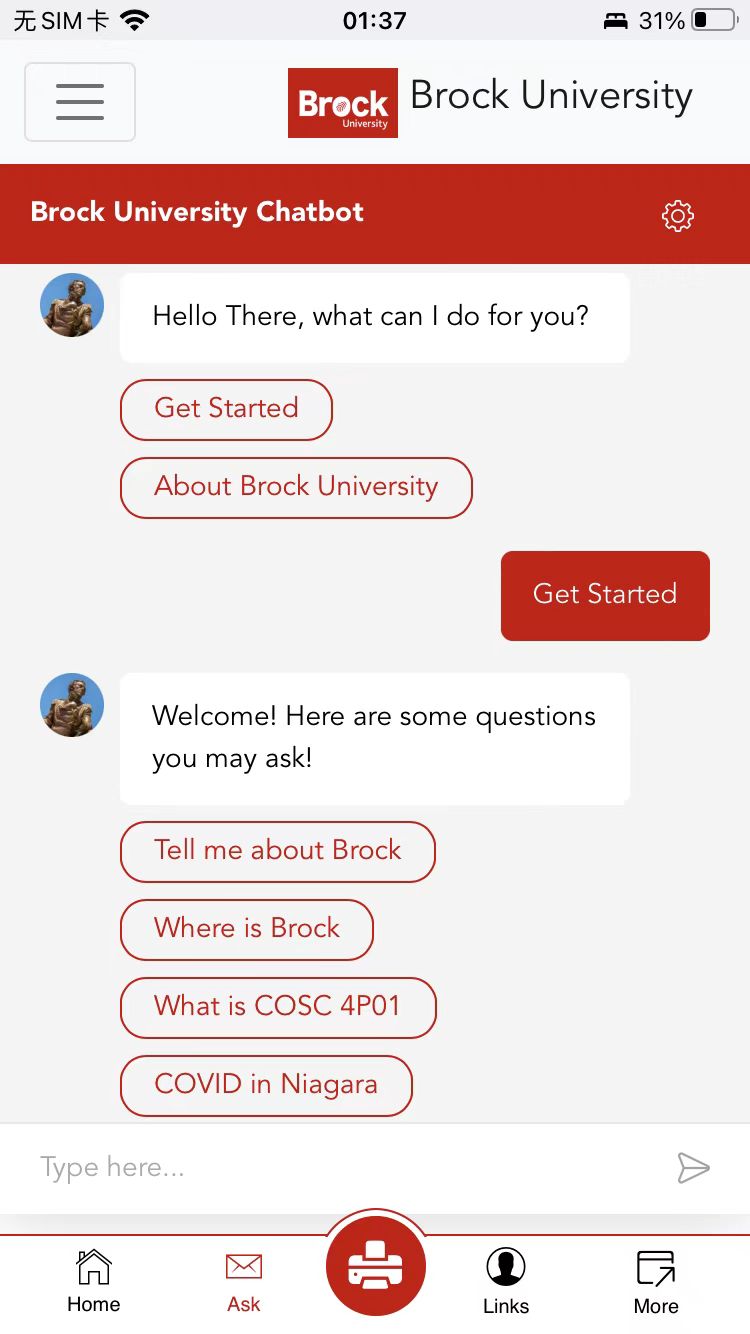 无SIM卡 01:37 31%
Brock University Brock University
Brock University Chatbot
Hello There, what can I do for you?
Get Started
About Brock University
Get Started
Welcome! Here are some questions
you may ask!
Tell me about Brock
Where is Brock
What is COSC 4P01
COVID in Niagara
Type here...
Home Ask Links More